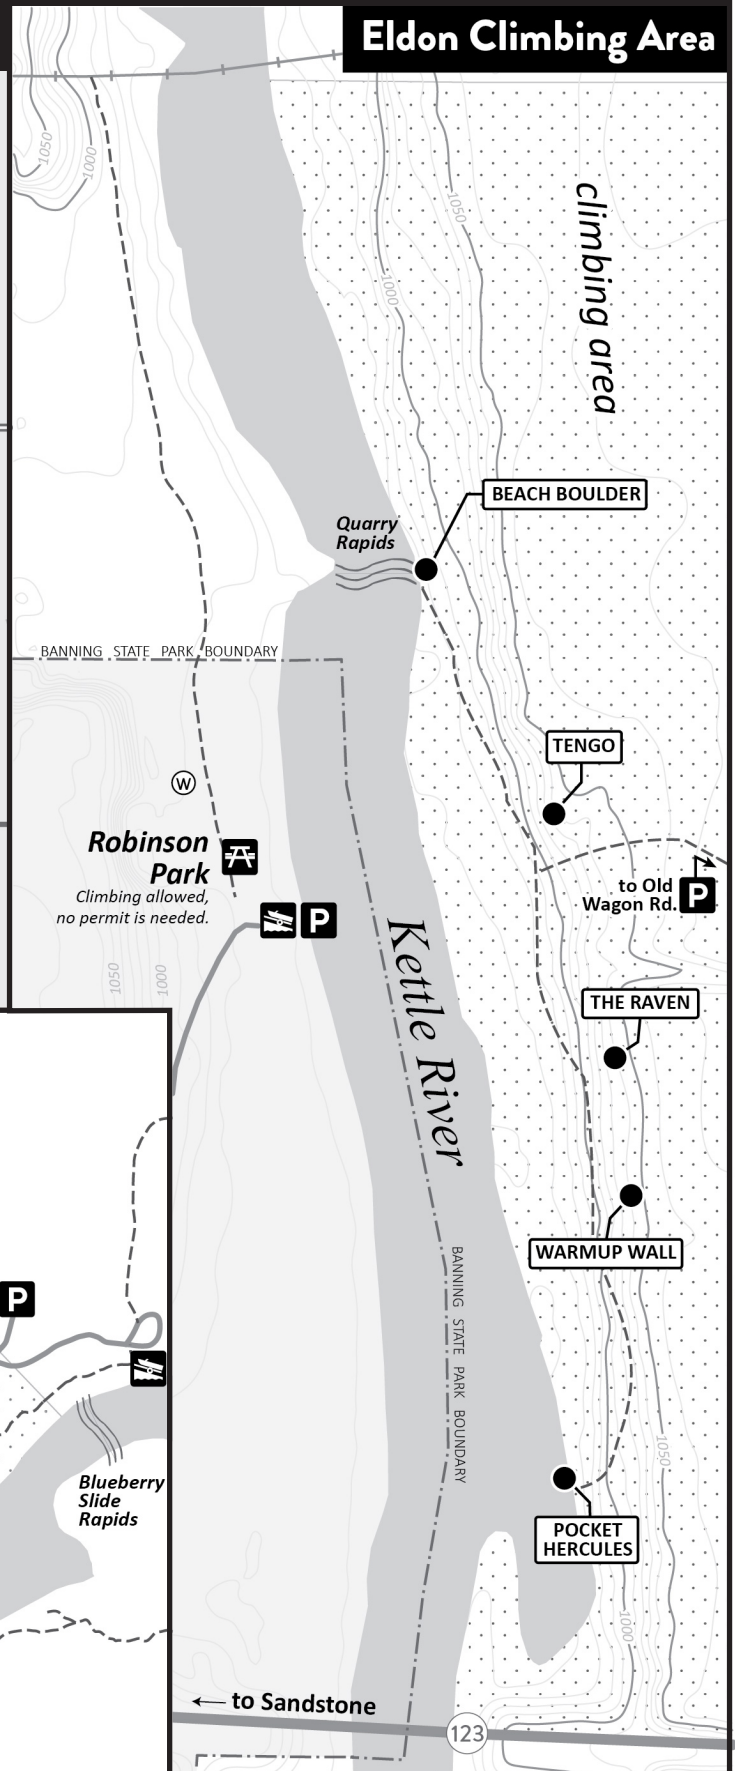 Eldon Climbing Area
1050
1000
climbing area
1050
1000
BEACH BOULDER
Quarry
Rapids
BANNING STATE PARK BOUNDARY
TENGO
W
Robinson
Park
Climbing allowed,
no permit is needed.
P
to Old
Wagon Rd.
P
Kettle River
1050
1000
THE RAVEN
WARMUP WALL
BANNING STATE PARK BOUNDARY
P
Blueberry
Slide
Rapids
1050
POCKET
HERCULES
1000
to Sandstone
123